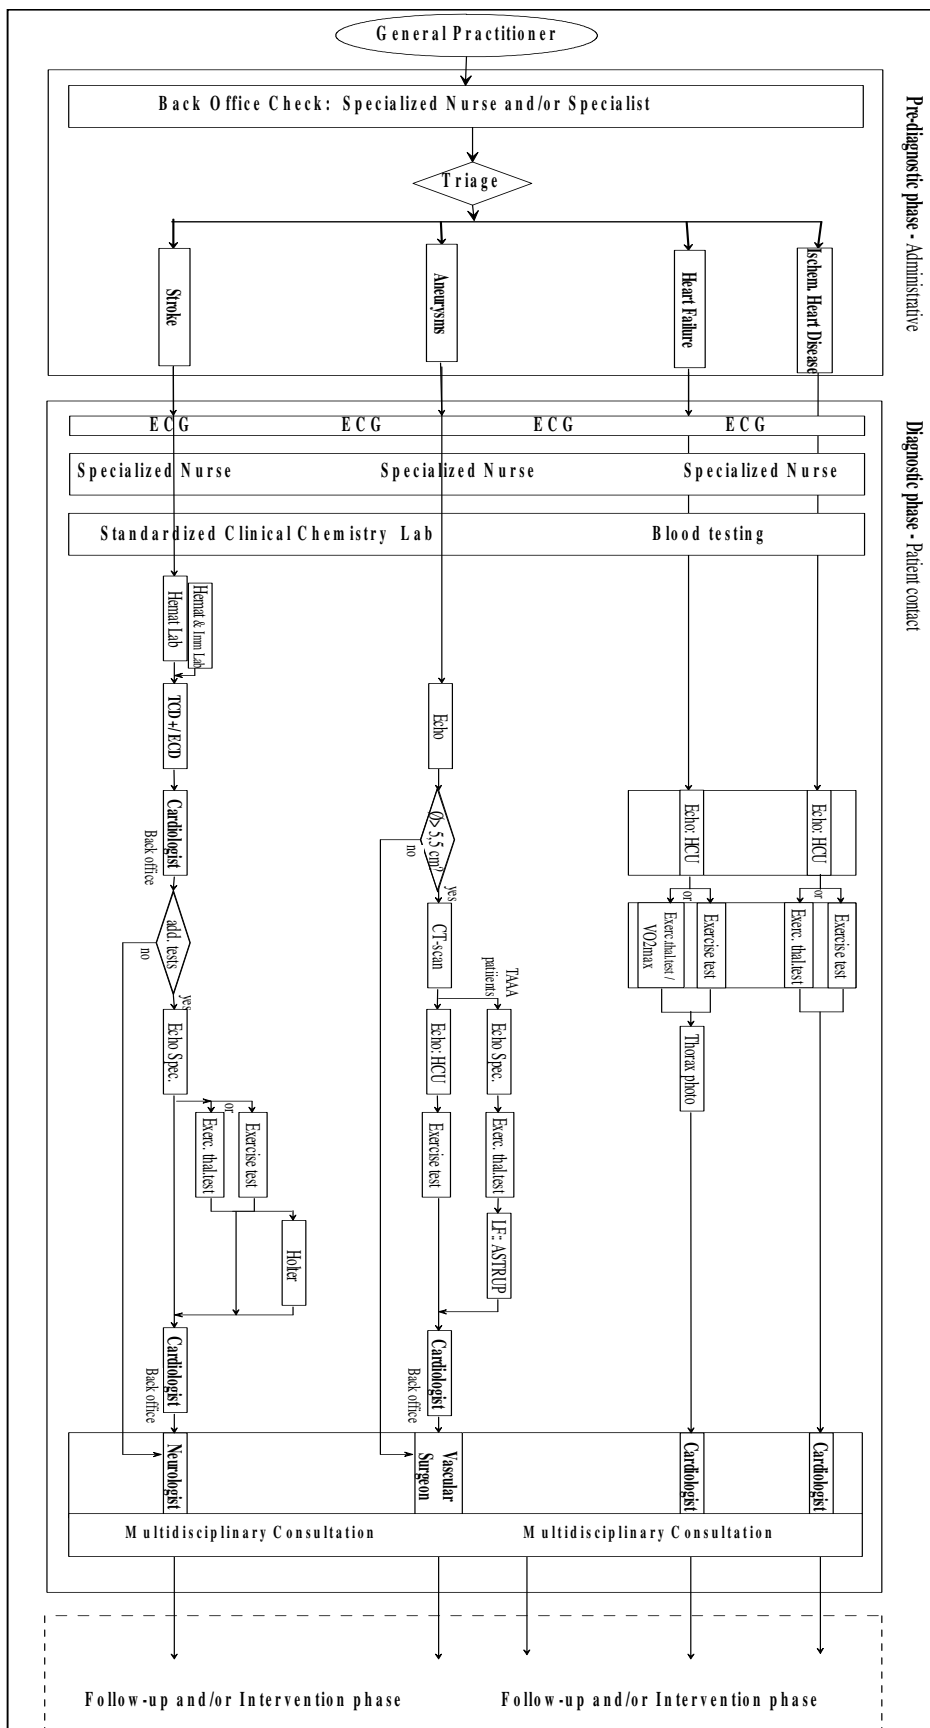 General Practitioner
Back Office Check: Specialized Nurse and/or Specialist
Triage
Stroke
Aneurysms
Heart Failure
Ischem. Heart Disease
Pre-diagnostic phase - Administrative
ECG ECG ECG ECG
Specialized Nurse Specialized Nurse Specialized Nurse
Standardized Clinical Chemistry Lab Blood testing
Diagnostic phase - Patient contact
Hemat Lab
Hemat & Imm Lab
TCD +/ECD
Cardiologist
Back office
add. tests
no
yes
Echo Spec.
or
Exerc. thal.test
Exercise test
Holter
Cardiologist
Back office
Neurologist
Echo
Ø> 5,5 cm?
no
yes
CT-scan
TAAA
patients
Echo: HCU
Echo Spec.
Exercise test
Exerc. thal.test
LF:: ASTRUP
Cardiologist
Back office
Vascular
Surgeon
Echo: HCU
or
Exerc.thal.test /
VO2max
Exercise test
Thorax photo
Cardiologist
Echo: HCU
or
Exerc. thal.test
Exercise test
Cardiologist
Multidisciplinary Consultation Multidisciplinary Consultation
Follow-up and/or Intervention phase Follow-up and/or Intervention phase